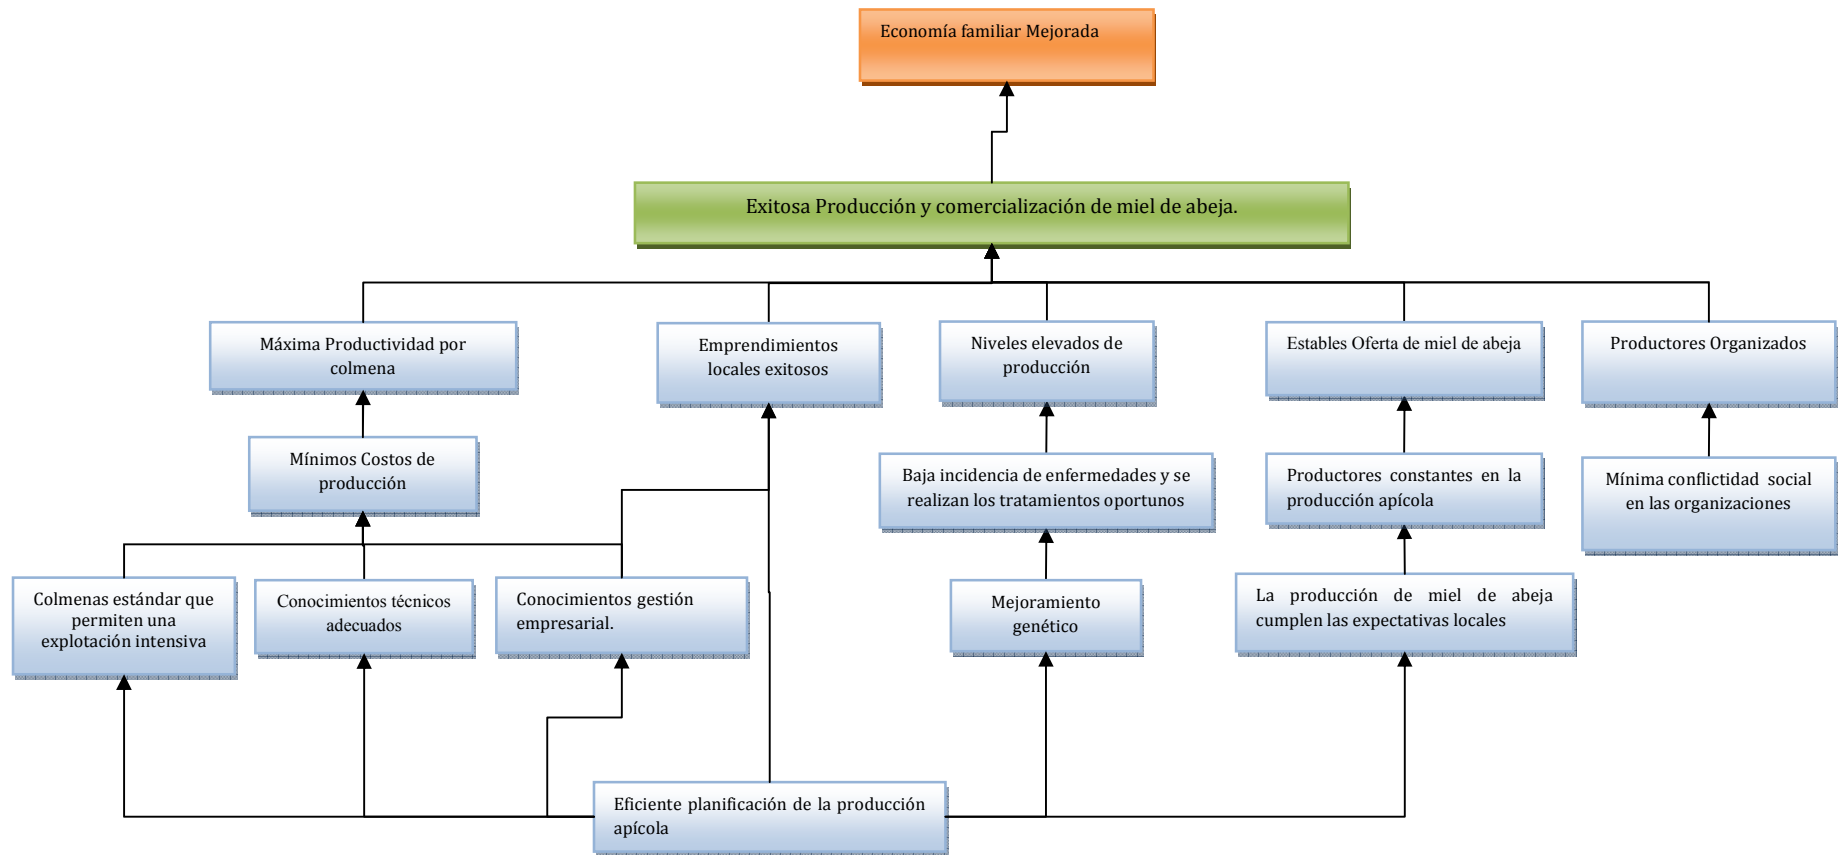 Economía familiar Mejorada
Exitosa Producción y comercialización de miel de abeja.
Máxima Productividad por
colmena
Emprendimientos
locales exitosos
Niveles elevados de
producción
Estables Oferta de miel de abeja
Productores Organizados
Mínimos Costos de
producción
Baja incidencia de enfermedades y se
realizan los tratamientos oportunos
Productores constantes en la
producción apícola
Mínima conflictidad social
en las organizaciones
Colmenas estándar que
permiten una
explotación intensiva
Conocimientos técnicos
adecuados
Conocimientos gestión
empresarial.
Mejoramiento
genético
La producción de miel de abeja
cumplen las expectativas locales
Eficiente planificación de la producción
apícola